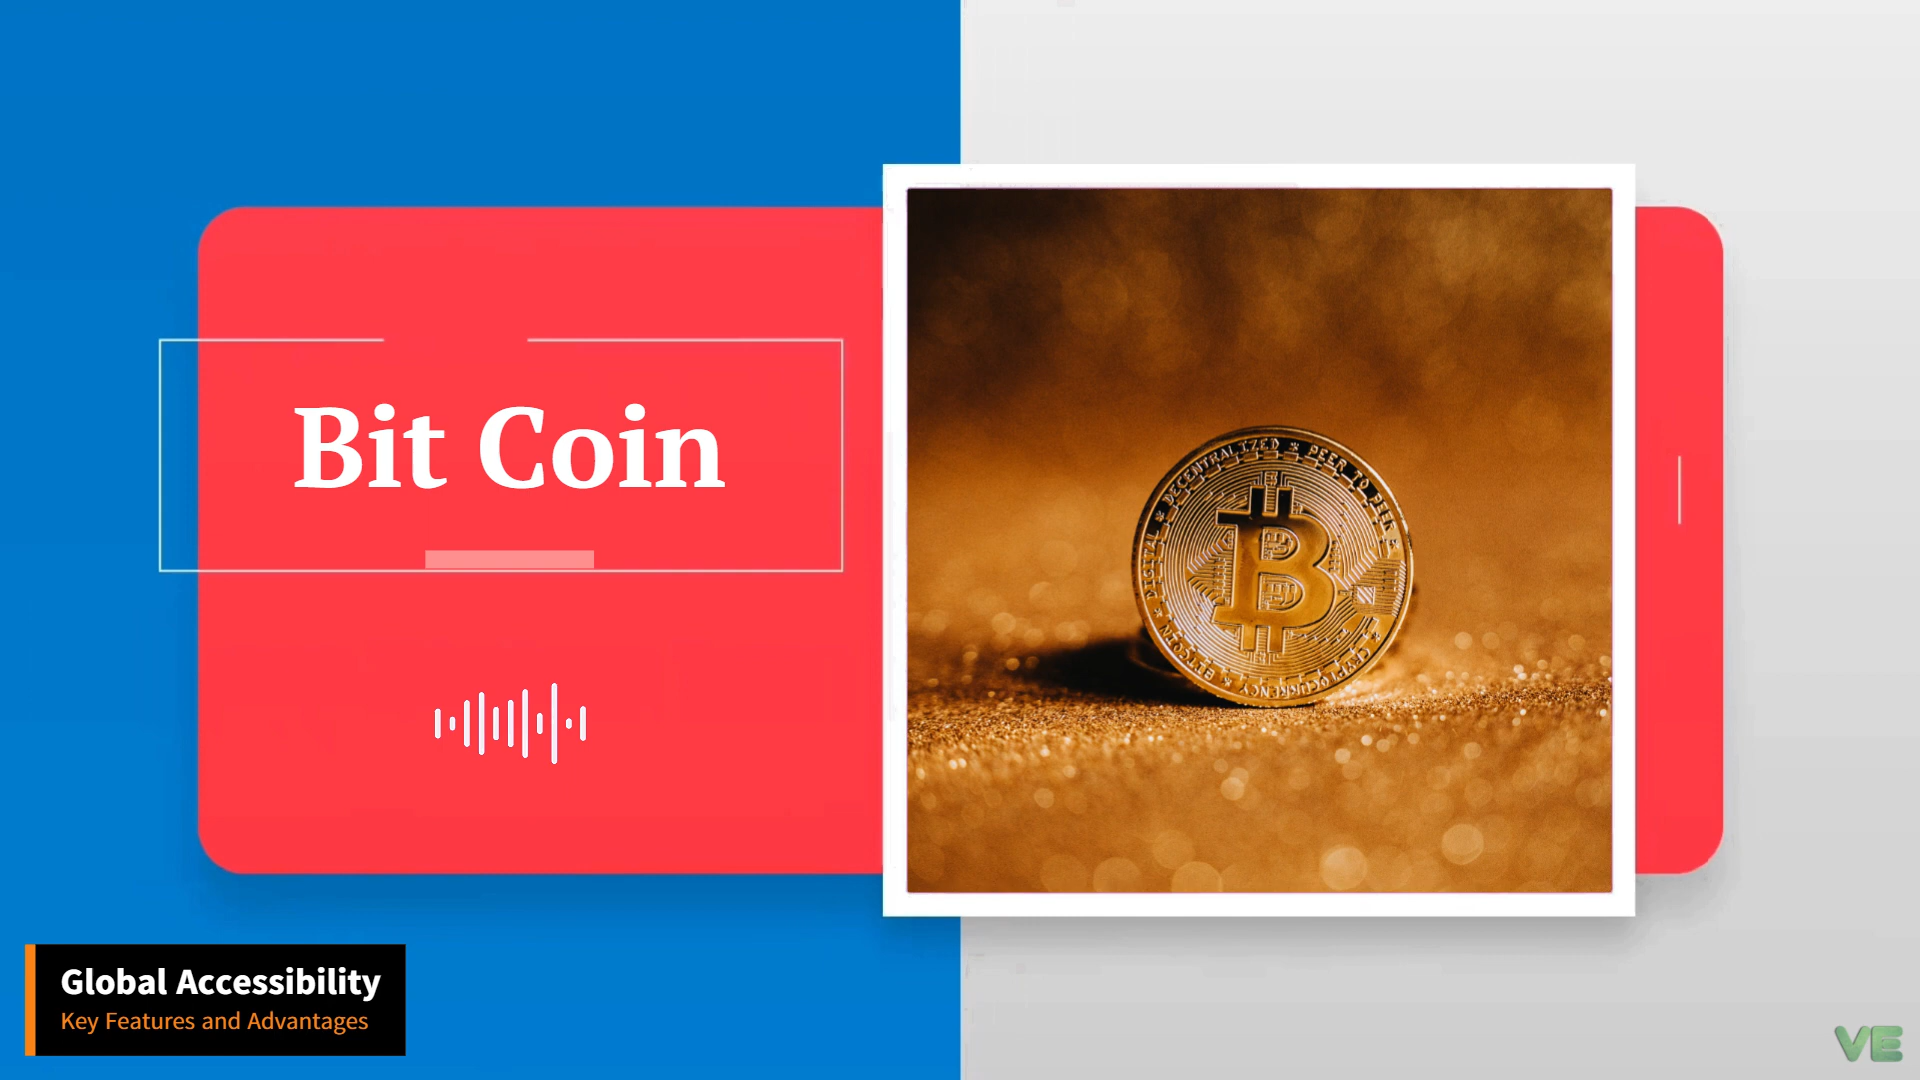 Bit Coin
DECENTRALIZED * PEER TO PEER * CRYPTOCURRENCY * BITCOIN * DIGITAL *
Global Accessibility
Key Features and Advantages
VE